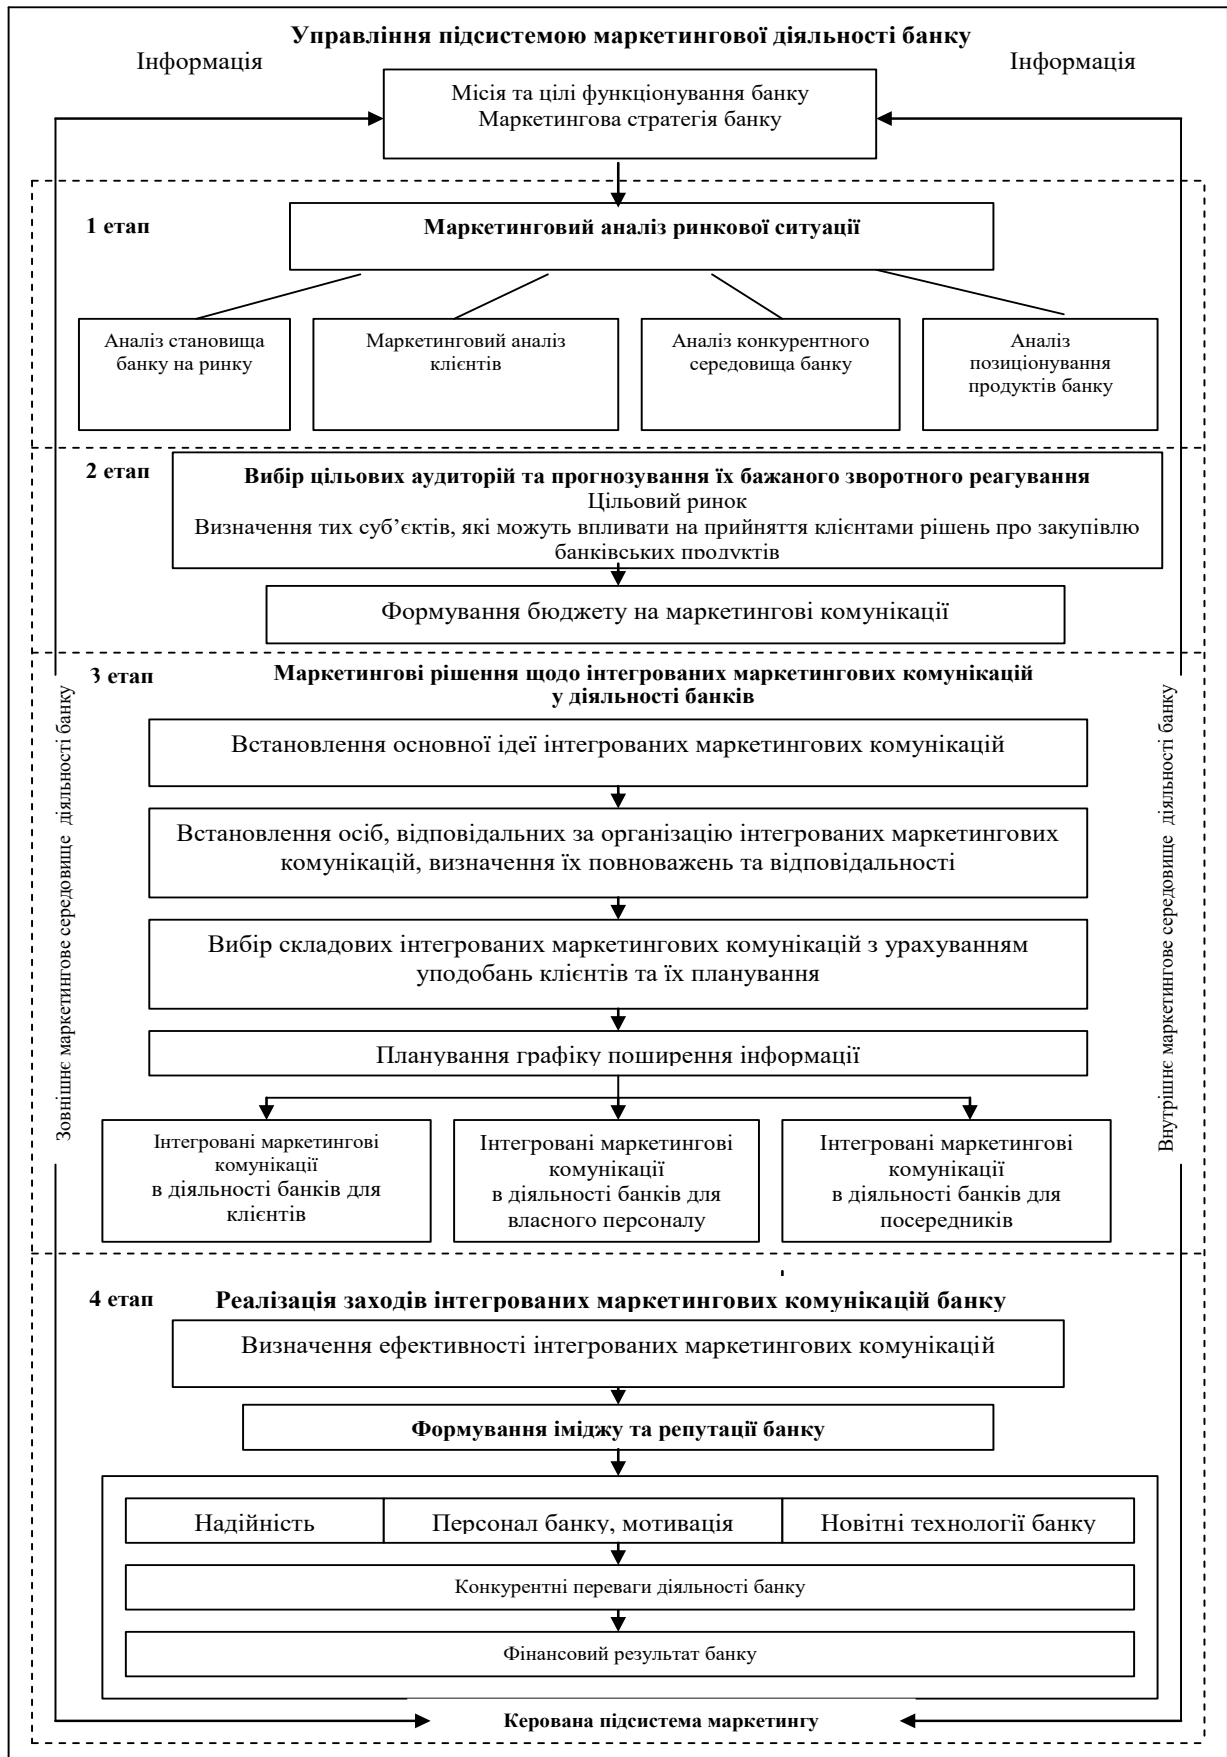 Управління підсистемою маркетингової діяльності банку
Інформація
Інформація
Місія та цілі функціонування банку
Маркетингова стратегія банку
1 етап
Маркетинговий аналіз ринкової ситуації
Аналіз становища
банку на ринку
Маркетинговий аналіз
клієнтів
Аналіз конкурентного
середовища банку
Аналіз
позиціонування
продуктів банку
2 етап
Вибір цільових аудиторій та прогнозування їх бажаного зворотного реагування
Цільовий ринок
Визначення тих суб’єктів, які можуть впливати на прийняття клієнтами рішень про закупівлю
банківських продуктів
Формування бюджету на маркетингові комунікації
3 етап
Маркетингові рішення щодо інтегрованих маркетингових комунікацій
у діяльності банків
Встановлення основної ідеї інтегрованих маркетингових комунікацій
Встановлення осіб, відповідальних за організацію інтегрованих маркетингових
комунікацій, визначення їх повноважень та відповідальності
Вибір складових інтегрованих маркетингових комунікацій з урахуванням
уподобань клієнтів та їх планування
Планування графіку поширення інформації
Інтегровані маркетингові
комунікації
в діяльності банків для
клієнтів
Інтегровані маркетингові
комунікації
в діяльності банків для
власного персоналу
Інтегровані маркетингові
комунікації
в діяльності банків для
посередників
Зовнішнє маркетингове середовище діяльності банку
Внутрішнє маркетингове середовище діяльності банку
4 етап
Реалізація заходів інтегрованих маркетингових комунікацій банку
Визначення ефективності інтегрованих маркетингових комунікацій
Формування іміджу та репутації банку
Надійність
Персонал банку, мотивація
Новітні технології банку
Конкурентні переваги діяльності банку
Фінансовий результат банку
Керована підсистема маркетингу